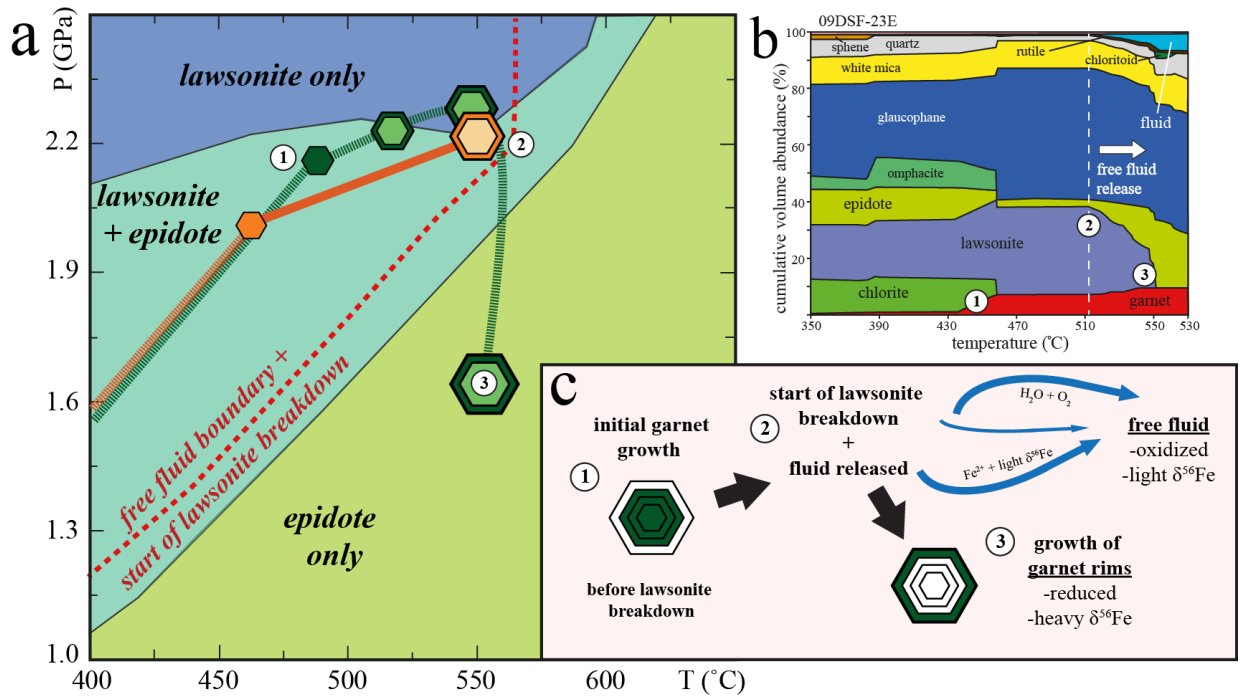 a
P (GPa)
2.2
1.9
1.6
1.3
1.0
400
450
500
550
600
T (˚C)
lawsonite only
lawsonite
+ epidote
epidote
only
free fluid boundary +
start of lawsonite breakdown
1
2
3
b
09DSF-23E
cumulative volume abundance (%)
100
80
60
40
20
350
390
430
470
510
550
530
temperature (˚C)
sphene
quartz
rutile
chloritoid
white mica
fluid
glaucophane
free fluid
release
omphacite
epidote
2
lawsonite
3
chlorite
1
garnet
c
initial garnet
growth
1
before lawsonite
breakdown
2
start of lawsonite
breakdown
+
fluid released
H₂O + O₂
Fe²⁺ + light δ⁵⁶Fe
free fluid
-oxidized
-light δ⁵⁶Fe
3
growth of
garnet rims
-reduced
-heavy δ⁵⁶Fe